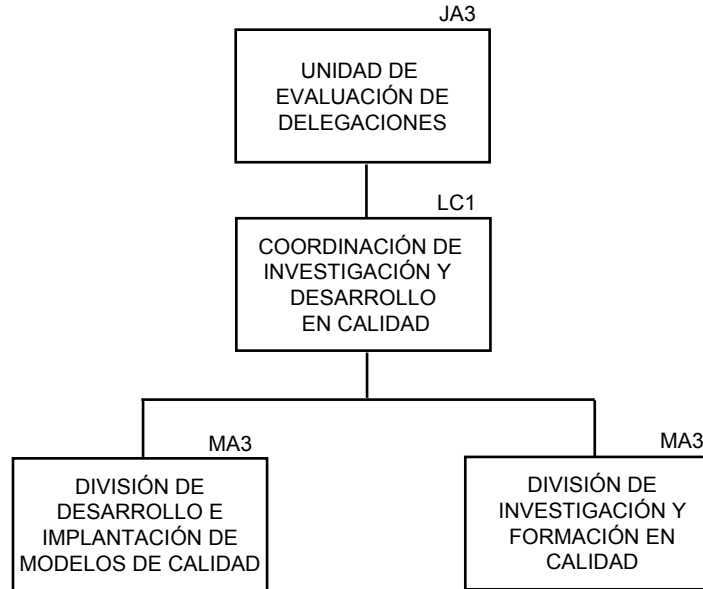 JA3
UNIDAD DE
EVALUACIÓN DE
DELEGACIONES
LC1
COORDINACIÓN DE
INVESTIGACIÓN Y
DESARROLLO
EN CALIDAD
MA3
DIVISIÓN DE
DESARROLLO E
IMPLANTACIÓN DE
MODELOS DE CALIDAD
MA3
DIVISIÓN DE
INVESTIGACIÓN Y
FORMACIÓN EN
CALIDAD